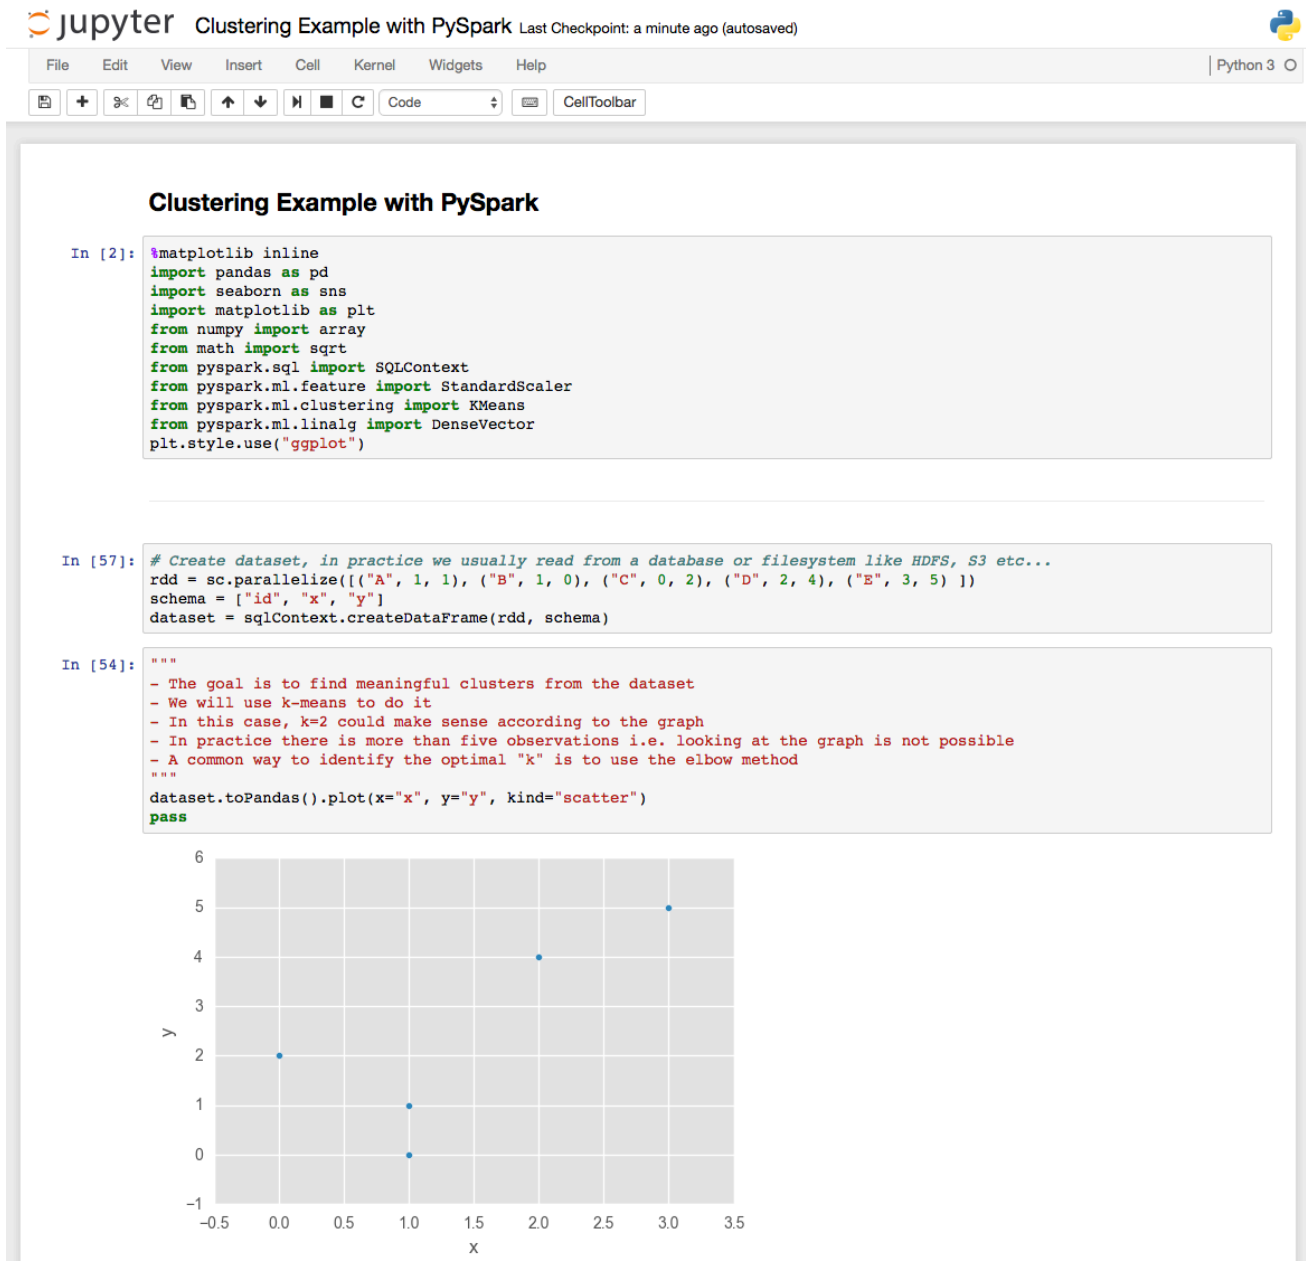 jupyter Clustering Example with PySpark Last Checkpoint: a minute ago (autosaved)
File Edit View Insert Cell Kernel Widgets Help Python 3
Code CellToolbar
Clustering Example with PySpark
In [2]: %matplotlib inline
import pandas as pd
import seaborn as sns
import matplotlib as plt
from numpy import array
from math import sqrt
from pyspark.sql import SQLContext
from pyspark.ml.feature import StandardScaler
from pyspark.ml.clustering import KMeans
from pyspark.ml.linalg import DenseVector
plt.style.use("ggplot")
In [57]: # Create dataset, in practice we usually read from a database or filesystem like HDFS, S3 etc...
rdd = sc.parallelize([("A", 1, 1), ("B", 1, 0), ("C", 0, 2), ("D", 2, 4), ("E", 3, 5) ])
schema = ["id", "x", "y"]
dataset = sqlContext.createDataFrame(rdd, schema)
In [54]: """
- The goal is to find meaningful clusters from the dataset
- We will use k-means to do it
- In this case, k=2 could make sense according to the graph
- In practice there is more than five observations i.e. looking at the graph is not possible
- A common way to identify the optimal "k" is to use the elbow method
"""
dataset.toPandas().plot(x="x", y="y", kind="scatter")
pass
6
5
4
3
y
2
1
0
−1
−0.5 0.0 0.5 1.0 1.5 2.0 2.5 3.0 3.5
x